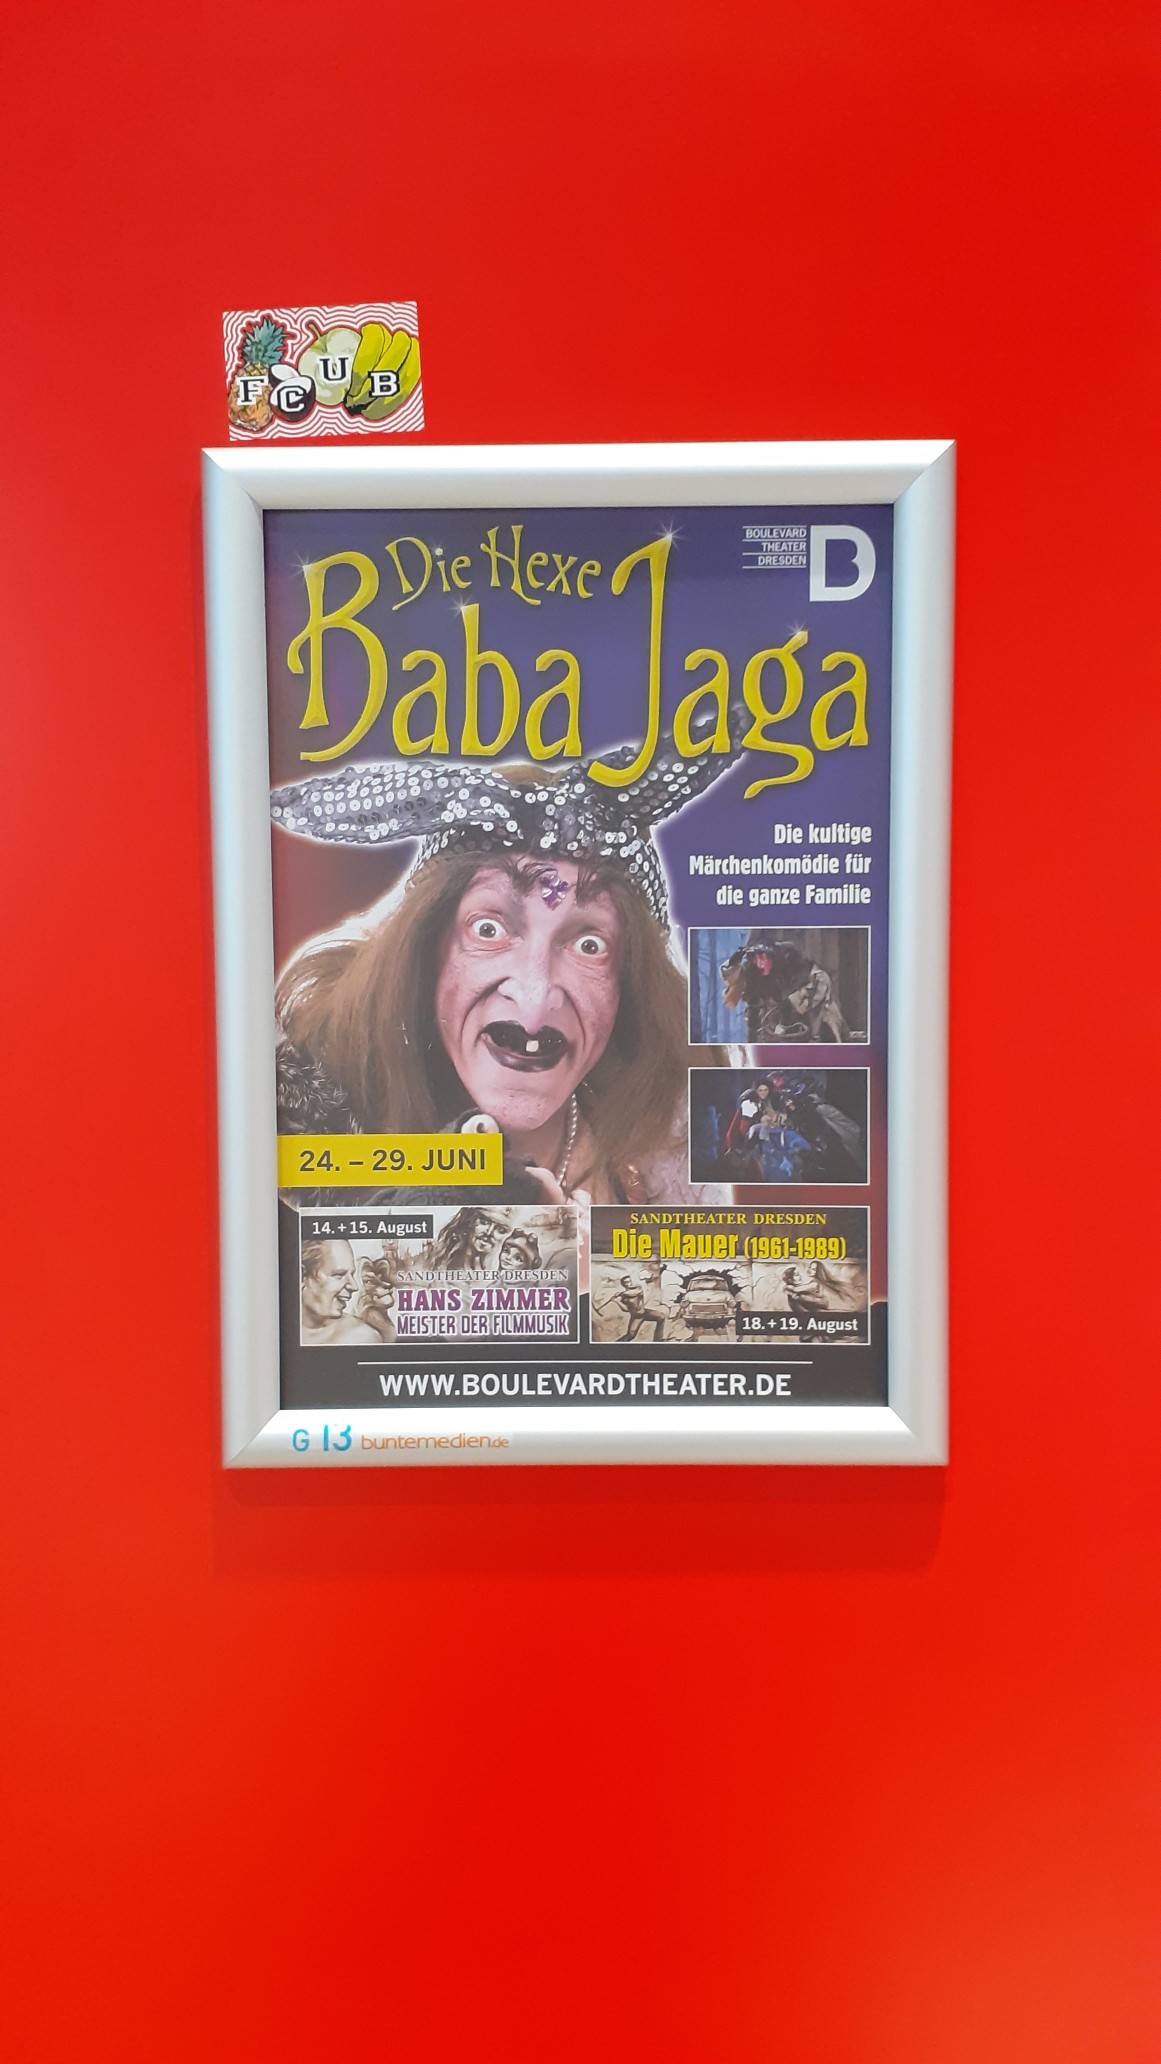 F C U B
Die Hexe
Baba Jaga
BOULEVARD
THEATER
DRESDEN
B
Die kultige
Märchenkomödie für
die ganze Familie
24. – 29. JUNI
14. + 15. August
SANDTHEATER DRESDEN
HANS ZIMMER
MEISTER DER FILMMUSIK
SANDTHEATER DRESDEN
Die Mauer (1961-1989)
18. + 19. August
WWW.BOULEVARDTHEATER.DE
G 13 buntemedien.de